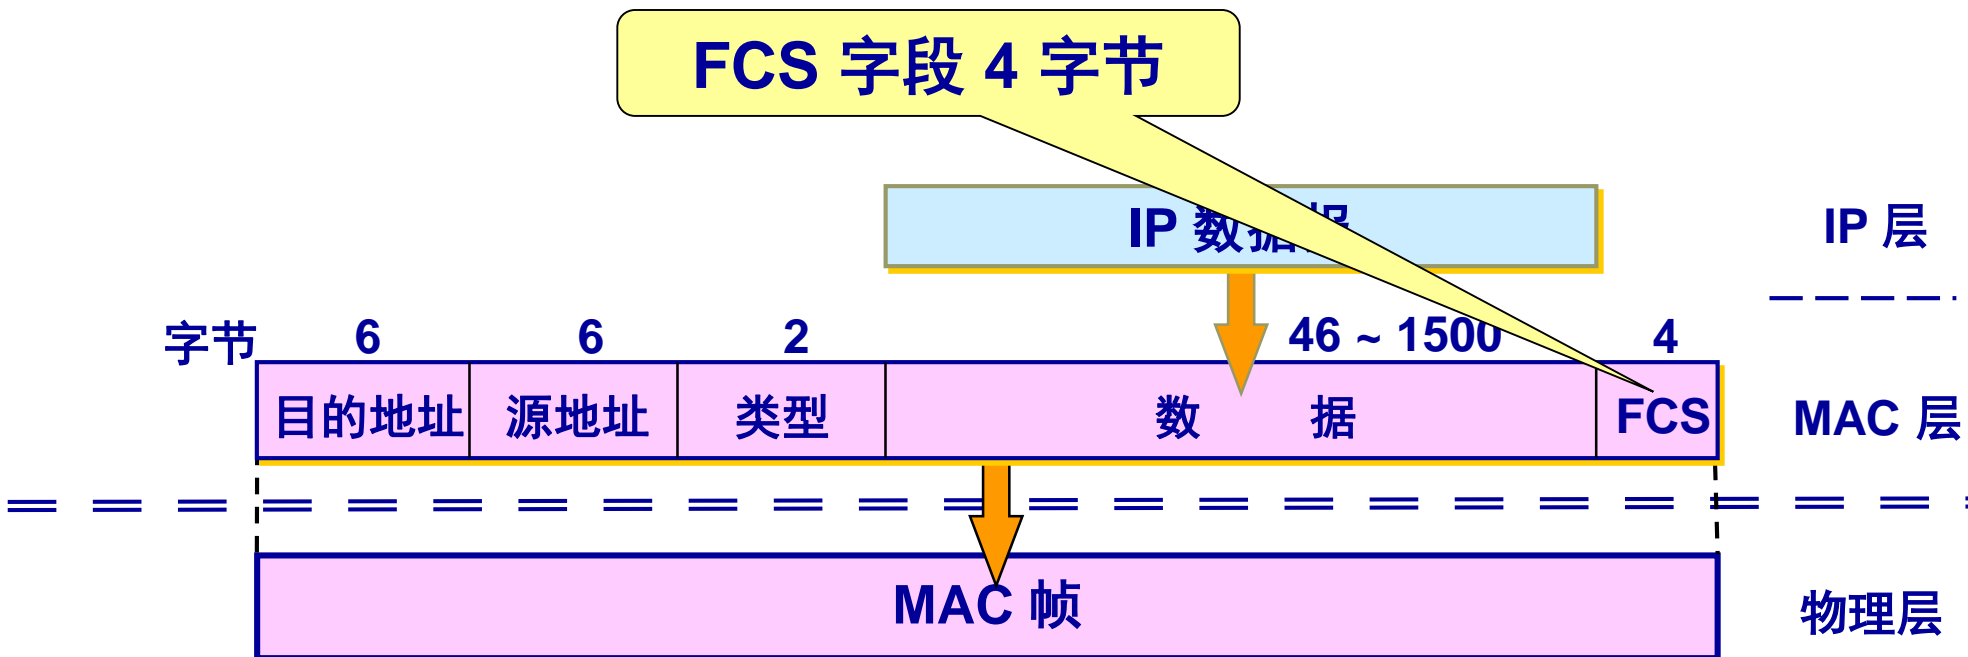 FCS 字段 4 字节
IP 数据报
IP 层
字节 6 6 2 46 ~ 1500 4
目的地址 源地址 类型 数 据 FCS
MAC 层
MAC 帧
物理层